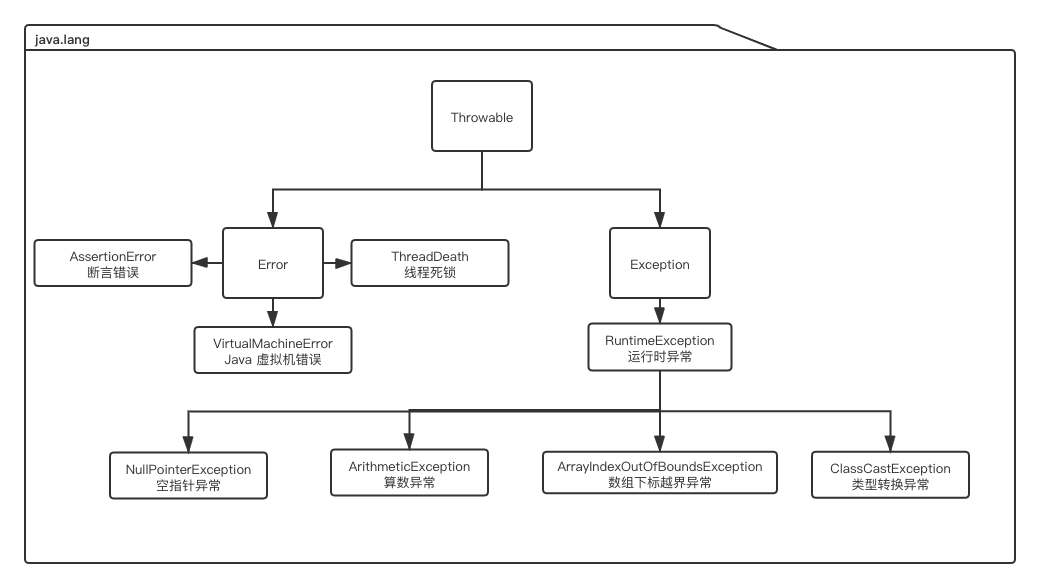 java.lang
Throwable
Error
Exception
AssertionError
断言错误
ThreadDeath
线程死锁
VirtualMachineError
Java 虚拟机错误
RuntimeException
运行时异常
NullPointerException
空指针异常
ArithmeticException
算数异常
ArrayIndexOutOfBoundsException
数组下标越界异常
ClassCastException
类型转换异常